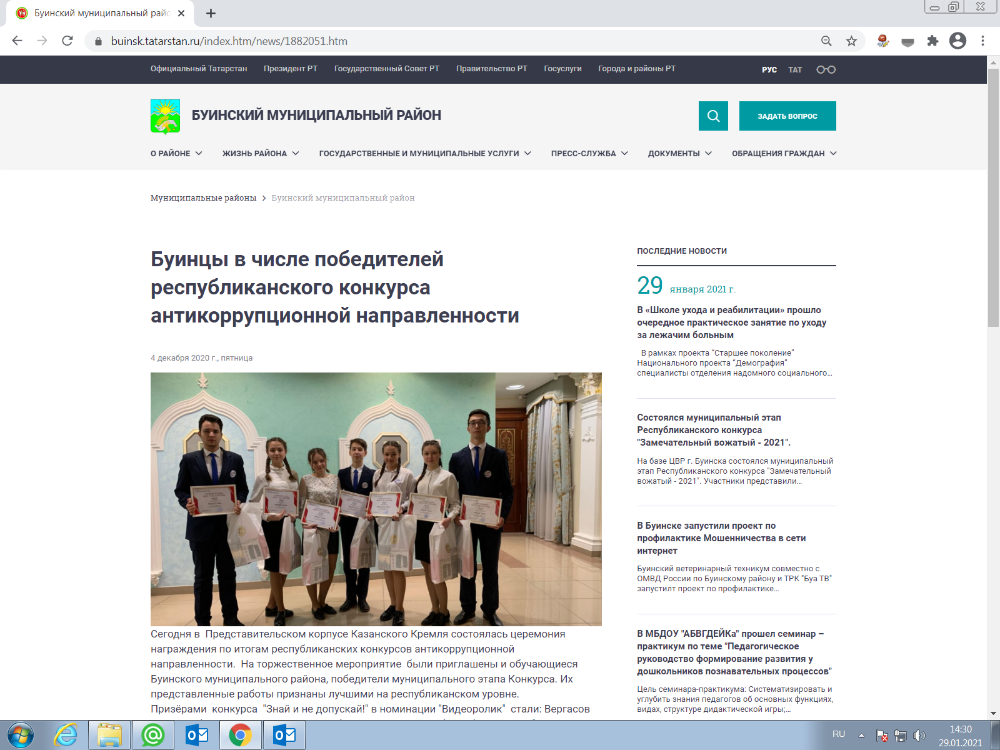 Буинский муниципальный райо
buinsk.tatarstan.ru/index.htm/news/1882051.htm
Официальный Татарстан Президент РТ Государственный Совет РТ Правительство РТ Госуслуги Города и районы РТ РУС ТАТ
БУИНСКИЙ МУНИЦИПАЛЬНЫЙ РАЙОН
ЗАДАТЬ ВОПРОС
О РАЙОНЕ ЖИЗНЬ РАЙОНА ГОСУДАРСТВЕННЫЕ И МУНИЦИПАЛЬНЫЕ УСЛУГИ ПРЕСС-СЛУЖБА ДОКУМЕНТЫ ОБРАЩЕНИЯ ГРАЖДАН
Муниципальные районы > Буинский муниципальный район
Буинцы в числе победителей
республиканского конкурса
антикоррупционной направленности
4 декабря 2020 г., пятница
Сегодня в Представительском корпусе Казанского Кремля состоялась церемония
награждения по итогам республиканских конкурсов антикоррупционной
направленности. На торжественное мероприятие были приглашены и обучающиеся
Буинского муниципального района, победители муниципального этапа Конкурса. Их
представленные работы признаны лучшими на республиканском уровне.
Призёрами конкурса "Знай и не допускай!" в номинации "Видеоролик" стали: Вергасов
ПОСЛЕДНИЕ НОВОСТИ
29 января 2021 г.
В «Школе ухода и реабилитации» прошло
очередное практическое занятие по уходу
за лежачим больным
В рамках проекта “Старшее поколение”
Национального проекта “Демография”
специалисты отделения надомного социального…
Состоялся муниципальный этап
Республиканского конкурса
"Замечательный вожатый - 2021".
На базе ЦВР г. Буинска состоялся муниципальный
этап Республиканского конкурса "Замечательный
вожатый - 2021". Участники представили…
В Буинске запустили проект по
профилактике Мошенничества в сети
интернет
Буинский ветеринарный техникум совместно с
ОМВД России по Буинскому району и ТРК "Буа ТВ"
запустилт проект по профилактике…
В МБДОУ "АБВГДЕЙКа" прошел семинар –
практикум по теме "Педагогическое
руководство формирование развития у
дошкольников познавательных процессов"
Цель семинара-практикума: Систематизировать и
углубить знания педагогов об основных функциях,
видах, структуре дидактической игры;…
RU
14:30
29.01.2021